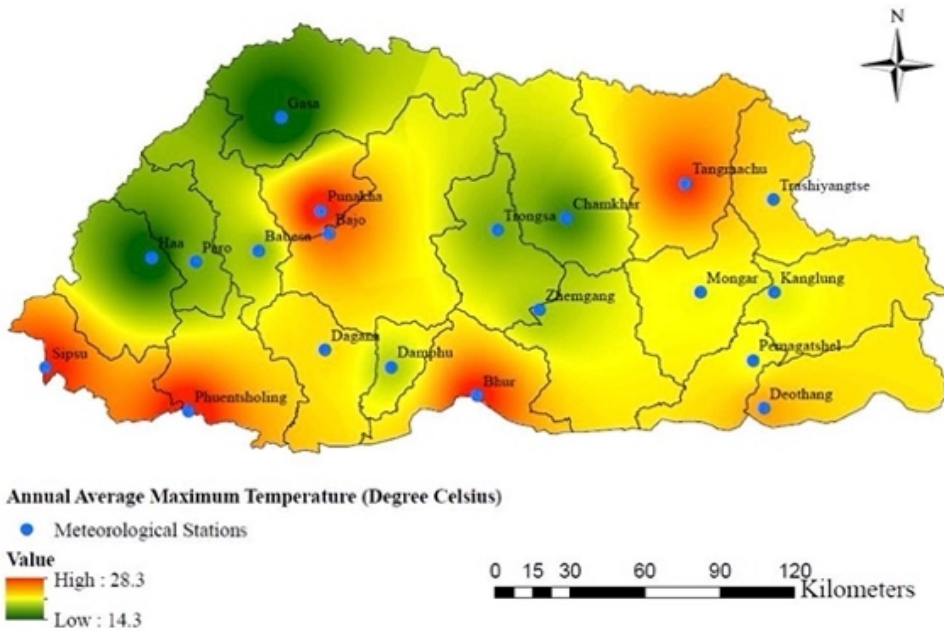 N
Gasa
Punakha
Bajo
Tangmachu
Trashiyangtse
Trongsa
Chamkhar
Haa
Paro
Babesa
Zhemgang
Mongar
Kanglung
Sipsu
Dagana
Damphu
Pemagatshel
Phuentsholing
Bhur
Deothang
Annual Average Maximum Temperature (Degree Celsius)
Meteorological Stations
Value
High : 28.3
Low : 14.3
0 15 30 60 90 120
Kilometers